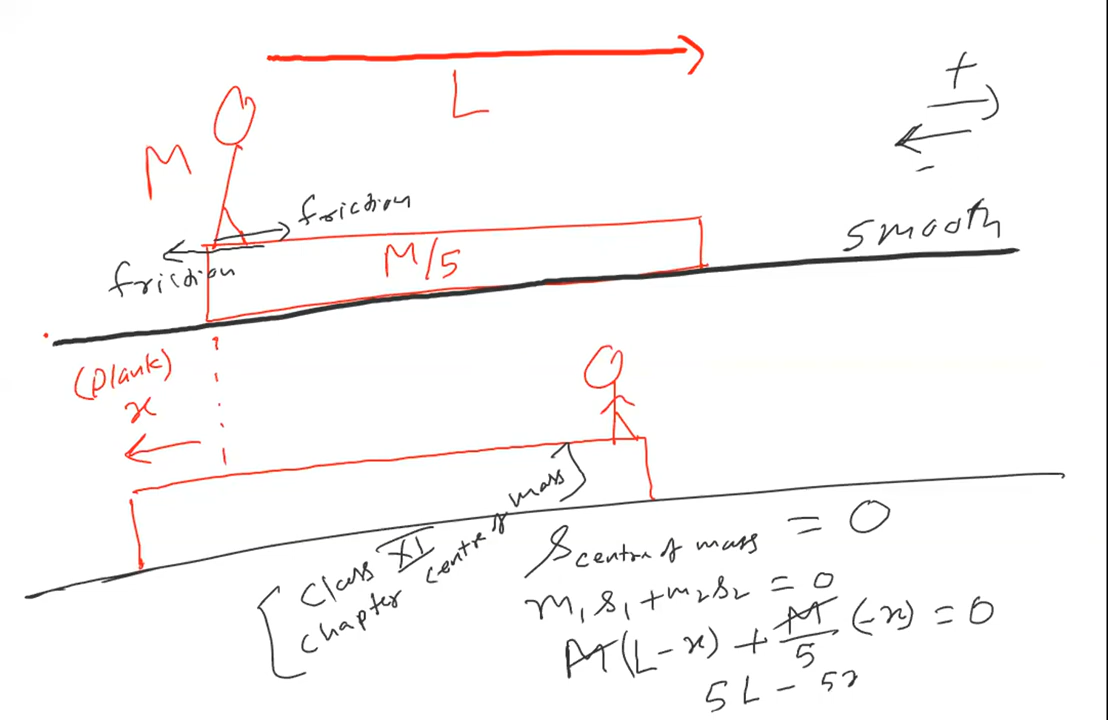 L
+
-
M
friction
smooth
friction
M/5
(Plank)
x
[Class XI
chapter centre of mass]
S centre of mass = 0
m₁s₁ + m₂s₂ = 0
M(L-x) + M/5 (-x) = 0
5L - 5x